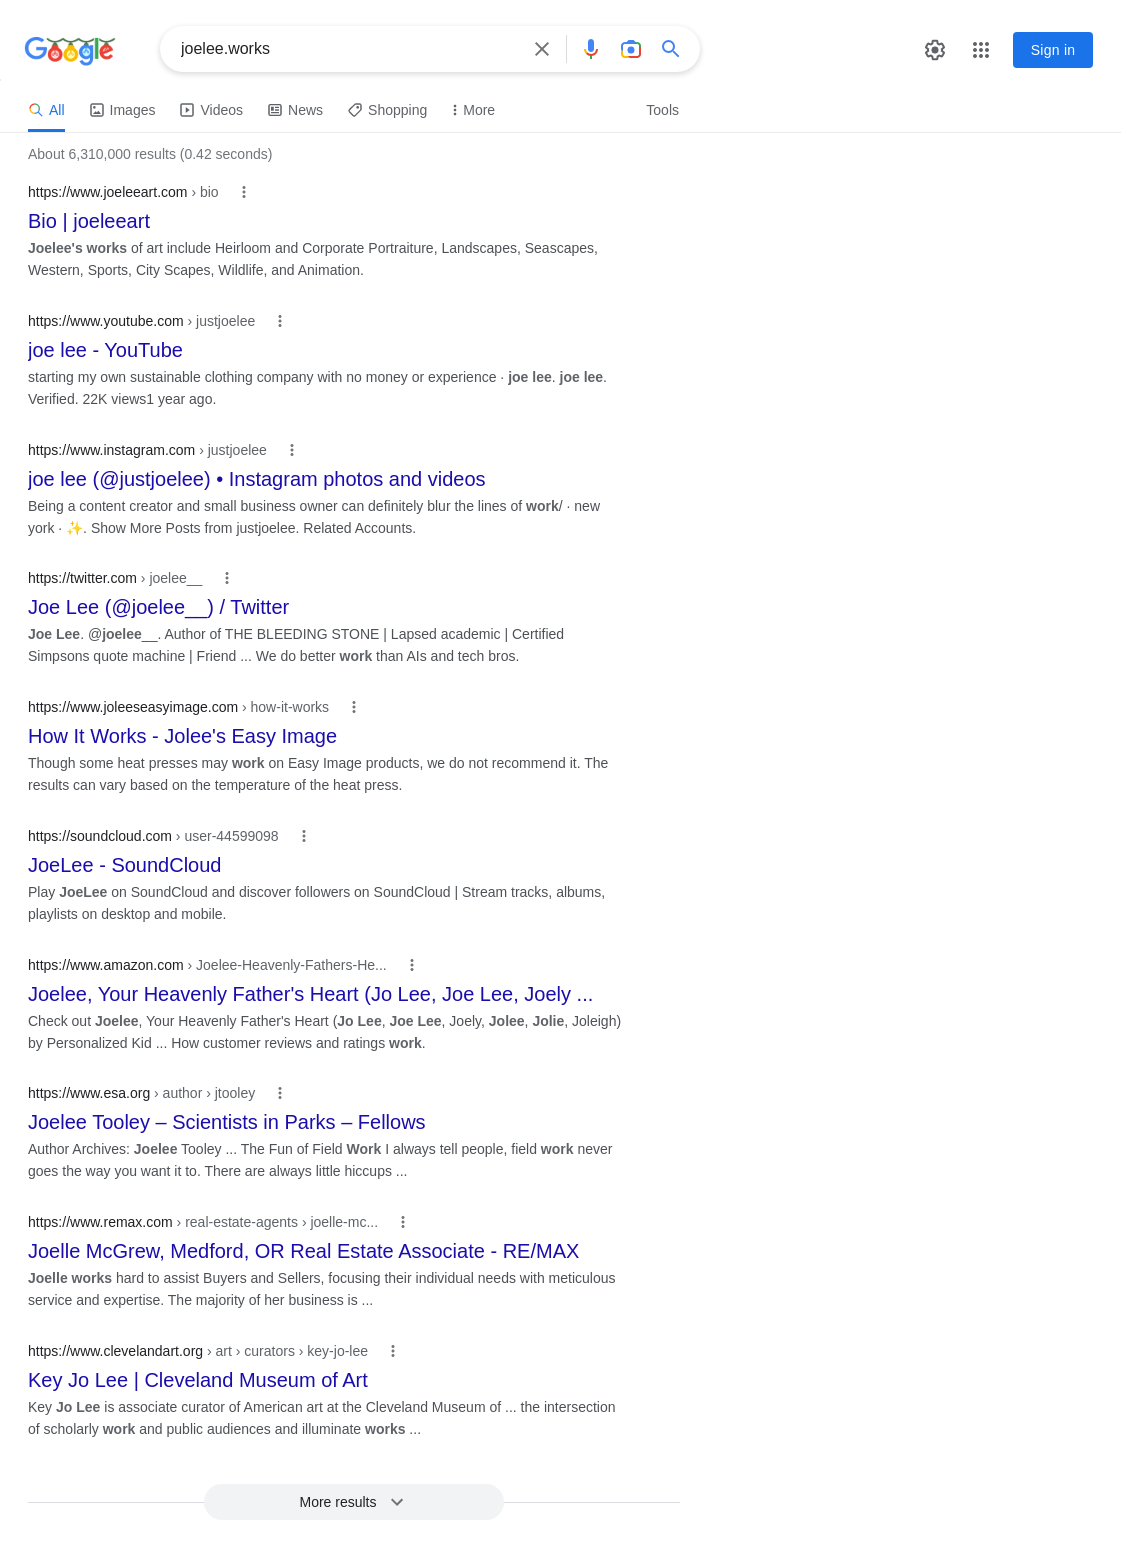 Google
joelee.works
Sign in
All Images Videos News Shopping More Tools
About 6,310,000 results (0.42 seconds)
https://www.joeleeart.com › bio
Bio | joeleeart
Joelee's works of art include Heirloom and Corporate Portraiture, Landscapes, Seascapes,
Western, Sports, City Scapes, Wildlife, and Animation.
https://www.youtube.com › justjoelee
joe lee - YouTube
starting my own sustainable clothing company with no money or experience · joe lee. joe lee.
Verified. 22K views1 year ago.
https://www.instagram.com › justjoelee
joe lee (@justjoelee) • Instagram photos and videos
Being a content creator and small business owner can definitely blur the lines of work/ · new
york · ✨. Show More Posts from justjoelee. Related Accounts.
https://twitter.com › joelee__
Joe Lee (@joelee__) / Twitter
Joe Lee. @joelee__. Author of THE BLEEDING STONE | Lapsed academic | Certified
Simpsons quote machine | Friend ... We do better work than AIs and tech bros.
https://www.joleeseasyimage.com › how-it-works
How It Works - Jolee's Easy Image
Though some heat presses may work on Easy Image products, we do not recommend it. The
results can vary based on the temperature of the heat press.
https://soundcloud.com › user-44599098
JoeLee - SoundCloud
Play JoeLee on SoundCloud and discover followers on SoundCloud | Stream tracks, albums,
playlists on desktop and mobile.
https://www.amazon.com › Joelee-Heavenly-Fathers-He...
Joelee, Your Heavenly Father's Heart (Jo Lee, Joe Lee, Joely ...
Check out Joelee, Your Heavenly Father's Heart (Jo Lee, Joe Lee, Joely, Jolee, Jolie, Joleigh)
by Personalized Kid ... How customer reviews and ratings work.
https://www.esa.org › author › jtooley
Joelee Tooley – Scientists in Parks – Fellows
Author Archives: Joelee Tooley ... The Fun of Field Work I always tell people, field work never
goes the way you want it to. There are always little hiccups ...
https://www.remax.com › real-estate-agents › joelle-mc...
Joelle McGrew, Medford, OR Real Estate Associate - RE/MAX
Joelle works hard to assist Buyers and Sellers, focusing their individual needs with meticulous
service and expertise. The majority of her business is ...
https://www.clevelandart.org › art › curators › key-jo-lee
Key Jo Lee | Cleveland Museum of Art
Key Jo Lee is associate curator of American art at the Cleveland Museum of ... the intersection
of scholarly work and public audiences and illuminate works ...
More results